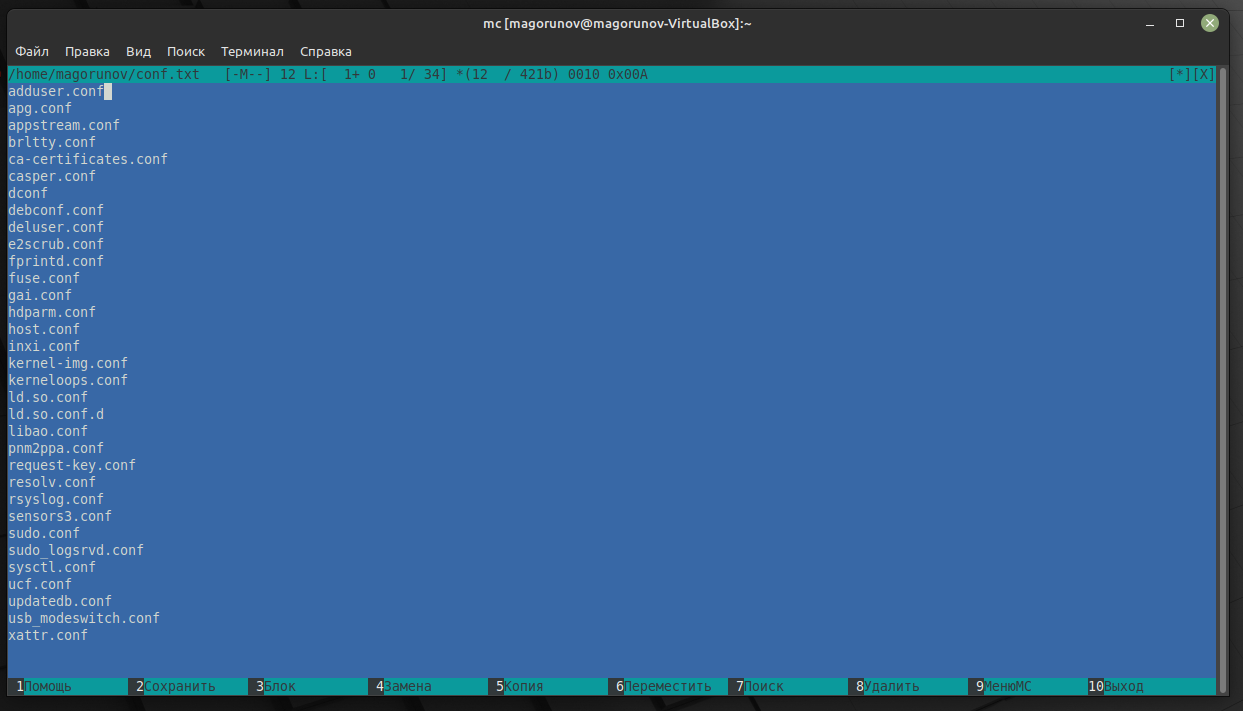 mc [magorunov@magorunov-VirtualBox]:~
Файл Правка Вид Поиск Терминал Справка
/home/magorunov/conf.txt [-M--] 12 L:[ 1+ 0 1/ 34] *(12 / 421b) 0010 0x00A [*][X]
adduser.conf
apg.conf
appstream.conf
brltty.conf
ca-certificates.conf
casper.conf
dconf
debconf.conf
deluser.conf
e2scrub.conf
fprintd.conf
fuse.conf
gai.conf
hdparm.conf
host.conf
inxi.conf
kernel-img.conf
kerneloops.conf
ld.so.conf
ld.so.conf.d
libao.conf
pnm2ppa.conf
request-key.conf
resolv.conf
rsyslog.conf
sensors3.conf
sudo.conf
sudo_logsrvd.conf
sysctl.conf
ucf.conf
updatedb.conf
usb_modeswitch.conf
xattr.conf
1Помощь 2Сохранить 3Блок 4Замена 5Копия 6Переместить 7Поиск 8Удалить 9МенюMC 10Выход